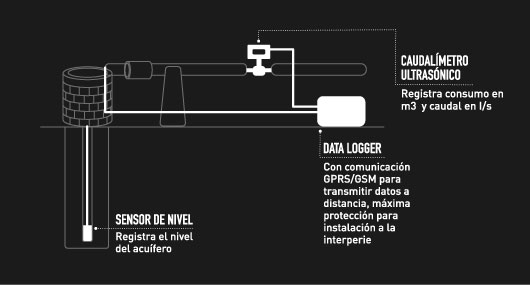 CAUDALÍMETRO
ULTRASÓNICO
Registra consumo en
m3 y caudal en l/s
DATA LOGGER
Con comunicación
GPRS/GSM para
transmitir datos a
distancia, máxima
protección para
instalación a la
interperie
SENSOR DE NIVEL
Registra el nivel
del acuífero